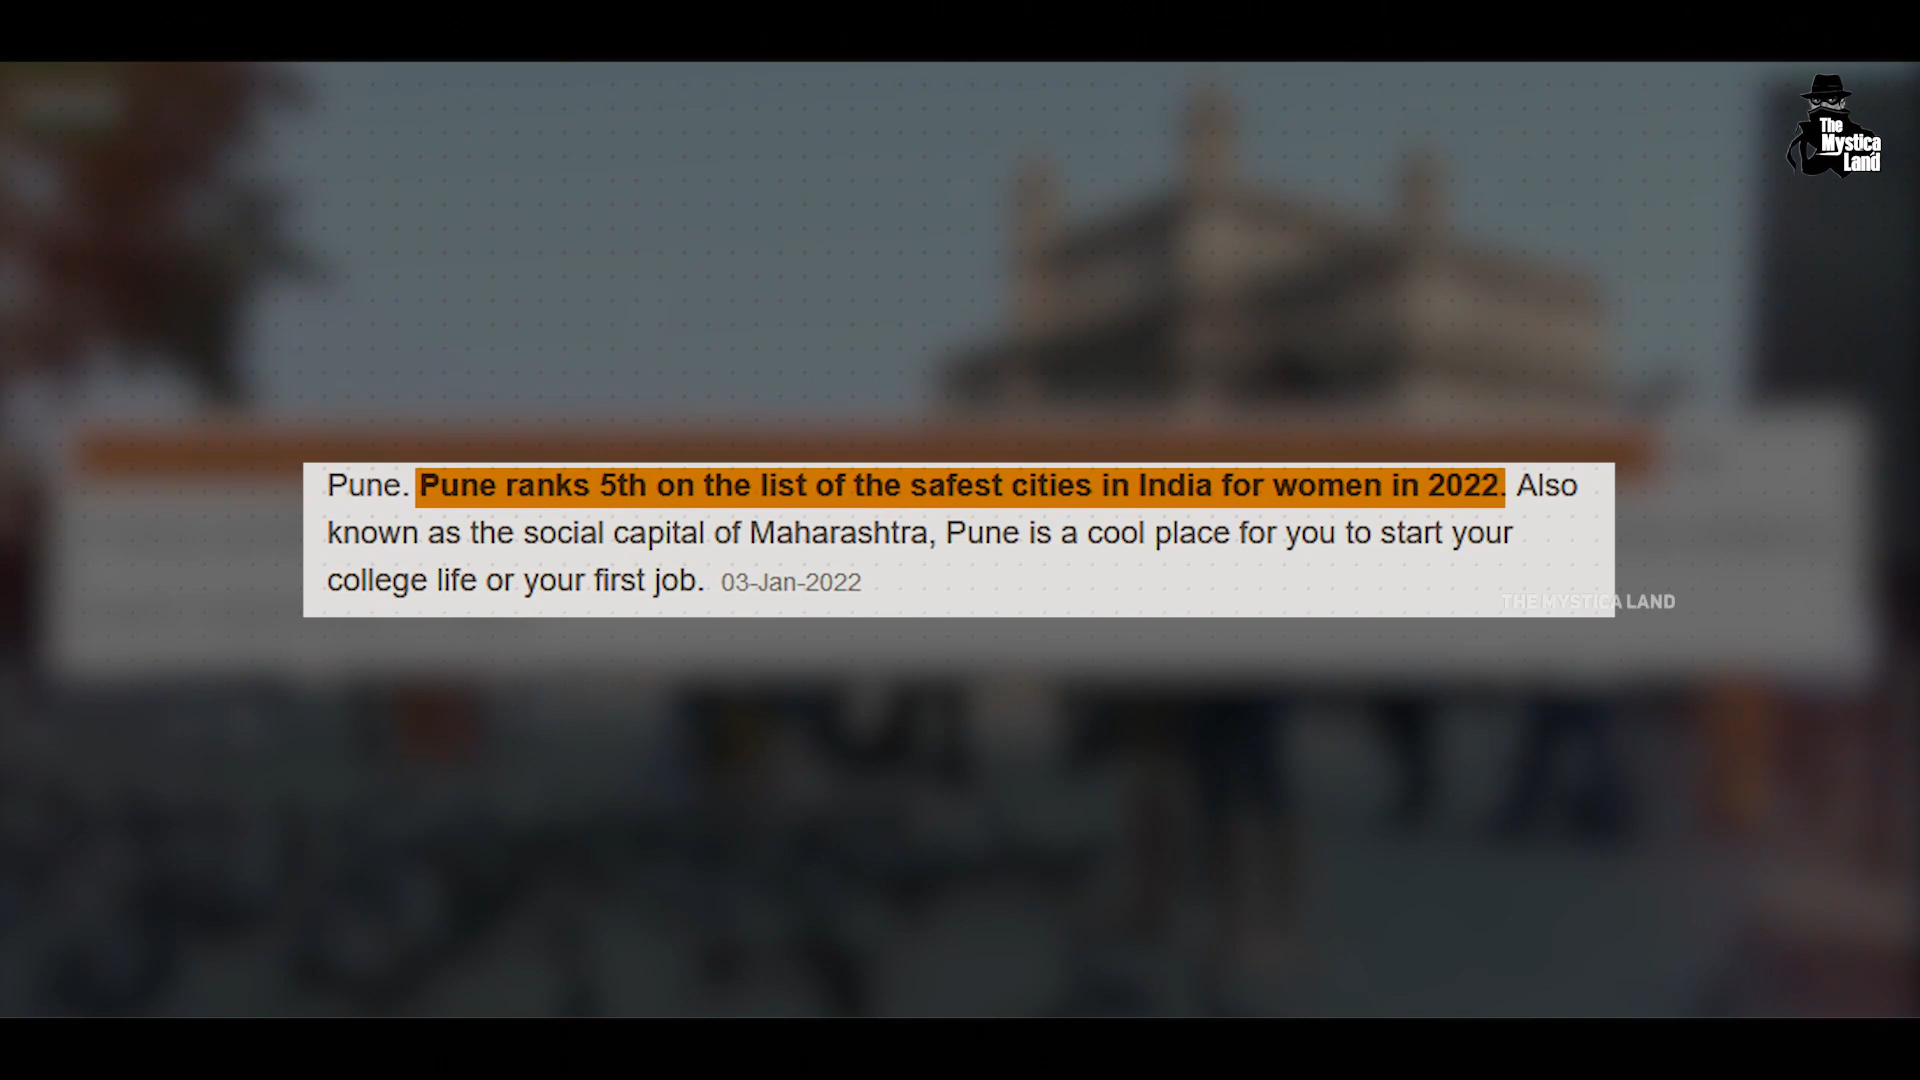 The
Mystica
Land
Pune. Pune ranks 5th on the list of the safest cities in India for women in 2022. Also
known as the social capital of Maharashtra, Pune is a cool place for you to start your
college life or your first job. 03-Jan-2022
THE MYSTICA LAND